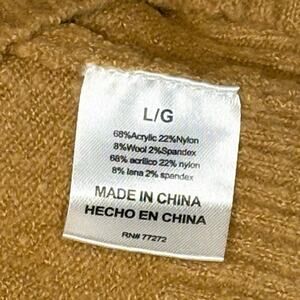 L/G
68%Acrylic 22%Nylon
8%Wool 2%Spandex
68% acrilico 22% nylon
8% lana 2% spandex
MADE IN CHINA
HECHO EN CHINA
RN# 77272